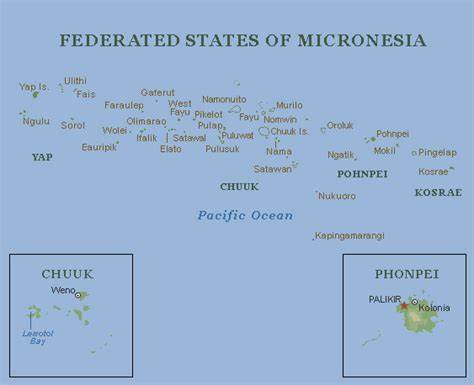 FEDERATED STATES OF MICRONESIA
Yap Is.
Ulithi
Fais
Ngulu
Sorol
Gaferut
Faraulep
West
Fayu
Pikelot
Namonuito
Murilo
Fayu
Nomwin
Olimarao
Pulap
Wolei
Ifalik
Satawal
Puluwat
Chuuk Is.
Eauripik
Elato
Pulusuk
Nama
Satawan
Oroluk
Pohnpei
Ngatik
Mokil
Pingelap
Kosrae
YAP
CHUUK
POHNPEI
KOSRAE
Nukuoro
Pacific Ocean
Kapingamarangi
CHUUK
Weno
Lewotol
Bay
PHONPEI
PALIKIR
Kolonia